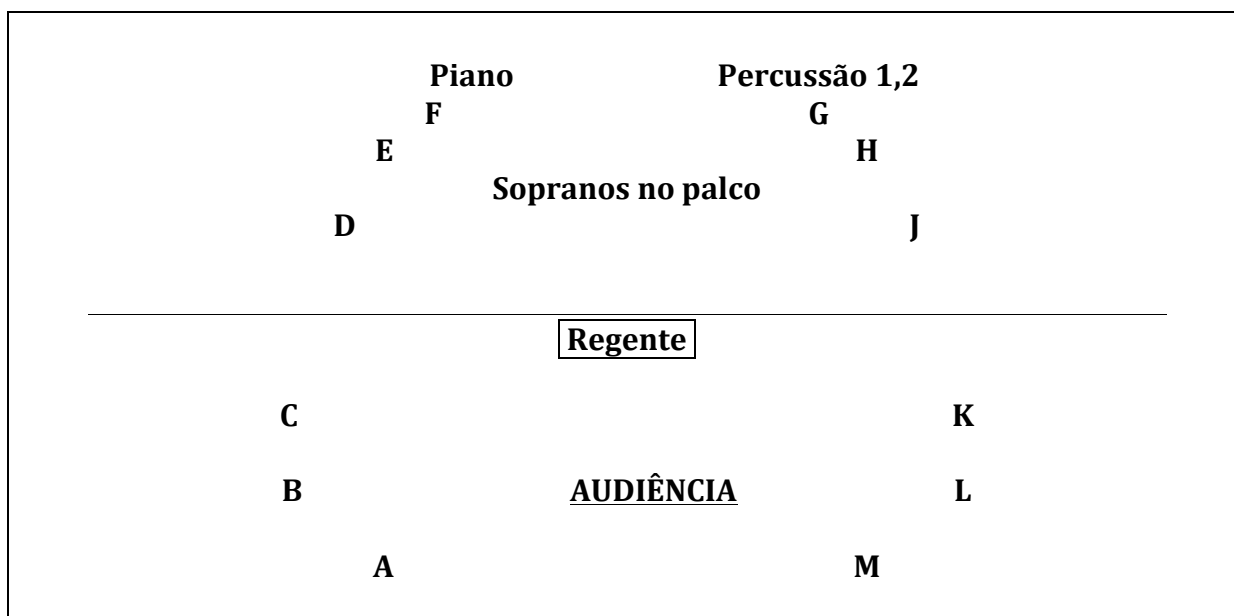 Piano Percussão 1,2
F G
E H
Sopranos no palco
D J
Regente
C K
B AUDIÊNCIA L
A M